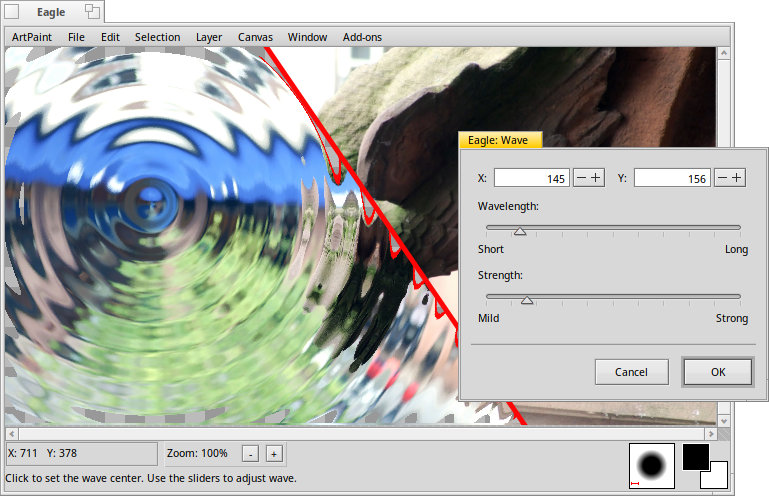 Eagle
ArtPaint File Edit Selection Layer Canvas Window Add-ons
Eagle: Wave
X: 145 Y: 156
Wavelength:
Short Long
Strength:
Mild Strong
Cancel OK
X: 711 Y: 378 Zoom: 100% - +
Click to set the wave center. Use the sliders to adjust wave.